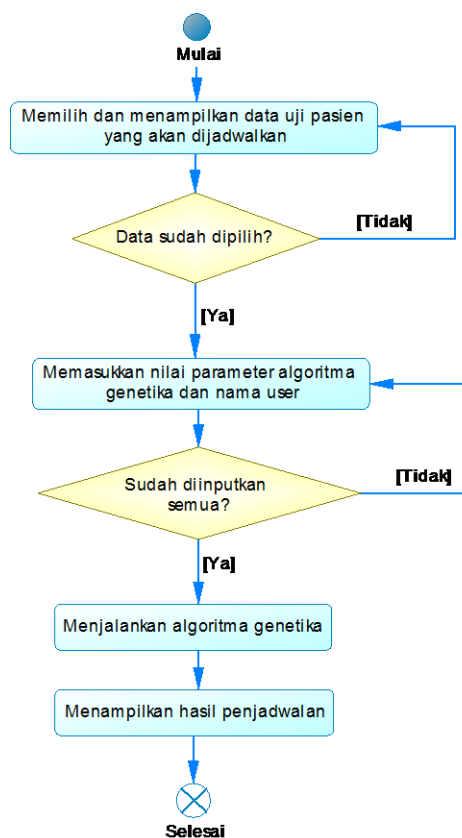 Mulai
Memilih dan menampilkan data uji pasien
yang akan dijadwalkan
Data sudah dipilih?
[Tidak]
[Ya]
Memasukkan nilai parameter algoritma
genetika dan nama user
Sudah diinputkan
semua?
[Tidak]
[Ya]
Menjalankan algoritma genetika
Menampilkan hasil penjadwalan
Selesai